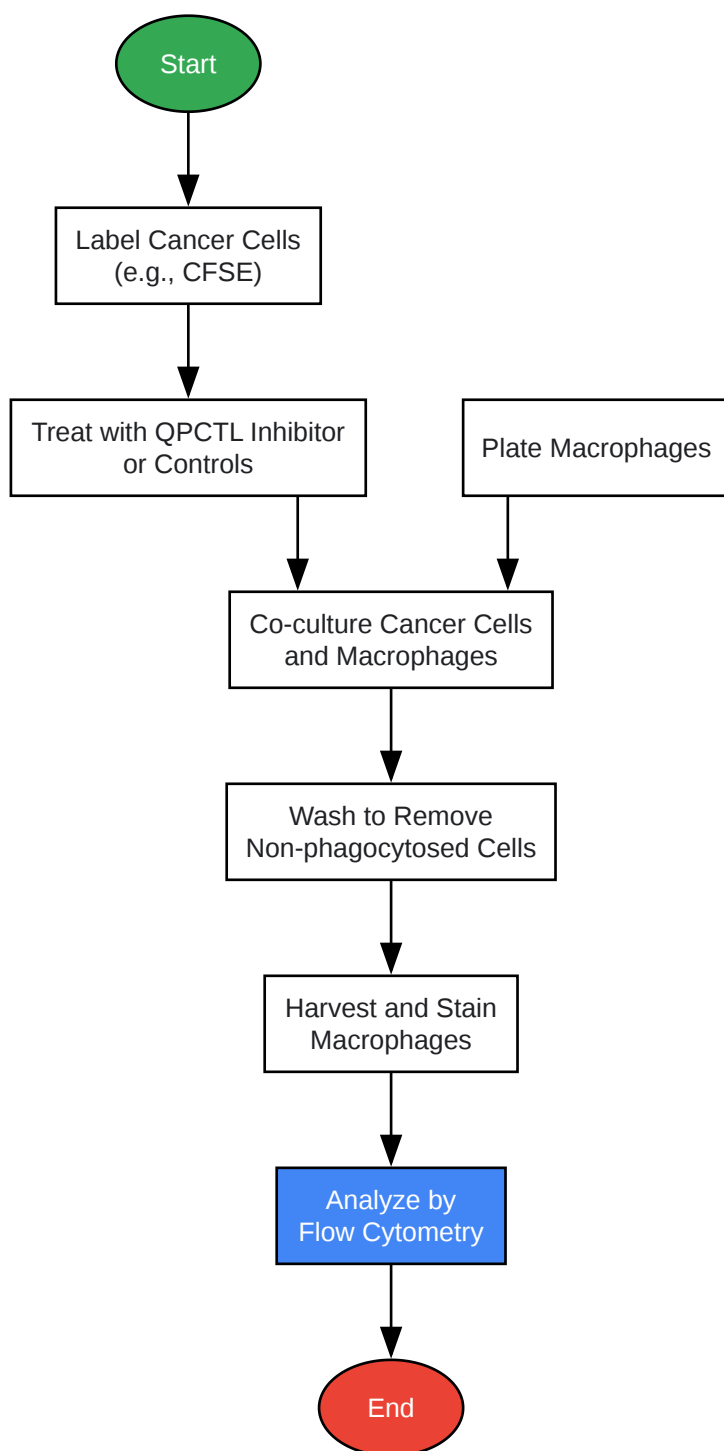 Start
Label Cancer Cells
(e.g., CFSE)
Treat with QPCTL Inhibitor
or Controls
Plate Macrophages
Co-culture Cancer Cells
and Macrophages
Wash to Remove
Non-phagocytosed Cells
Harvest and Stain
Macrophages
Analyze by
Flow Cytometry
End